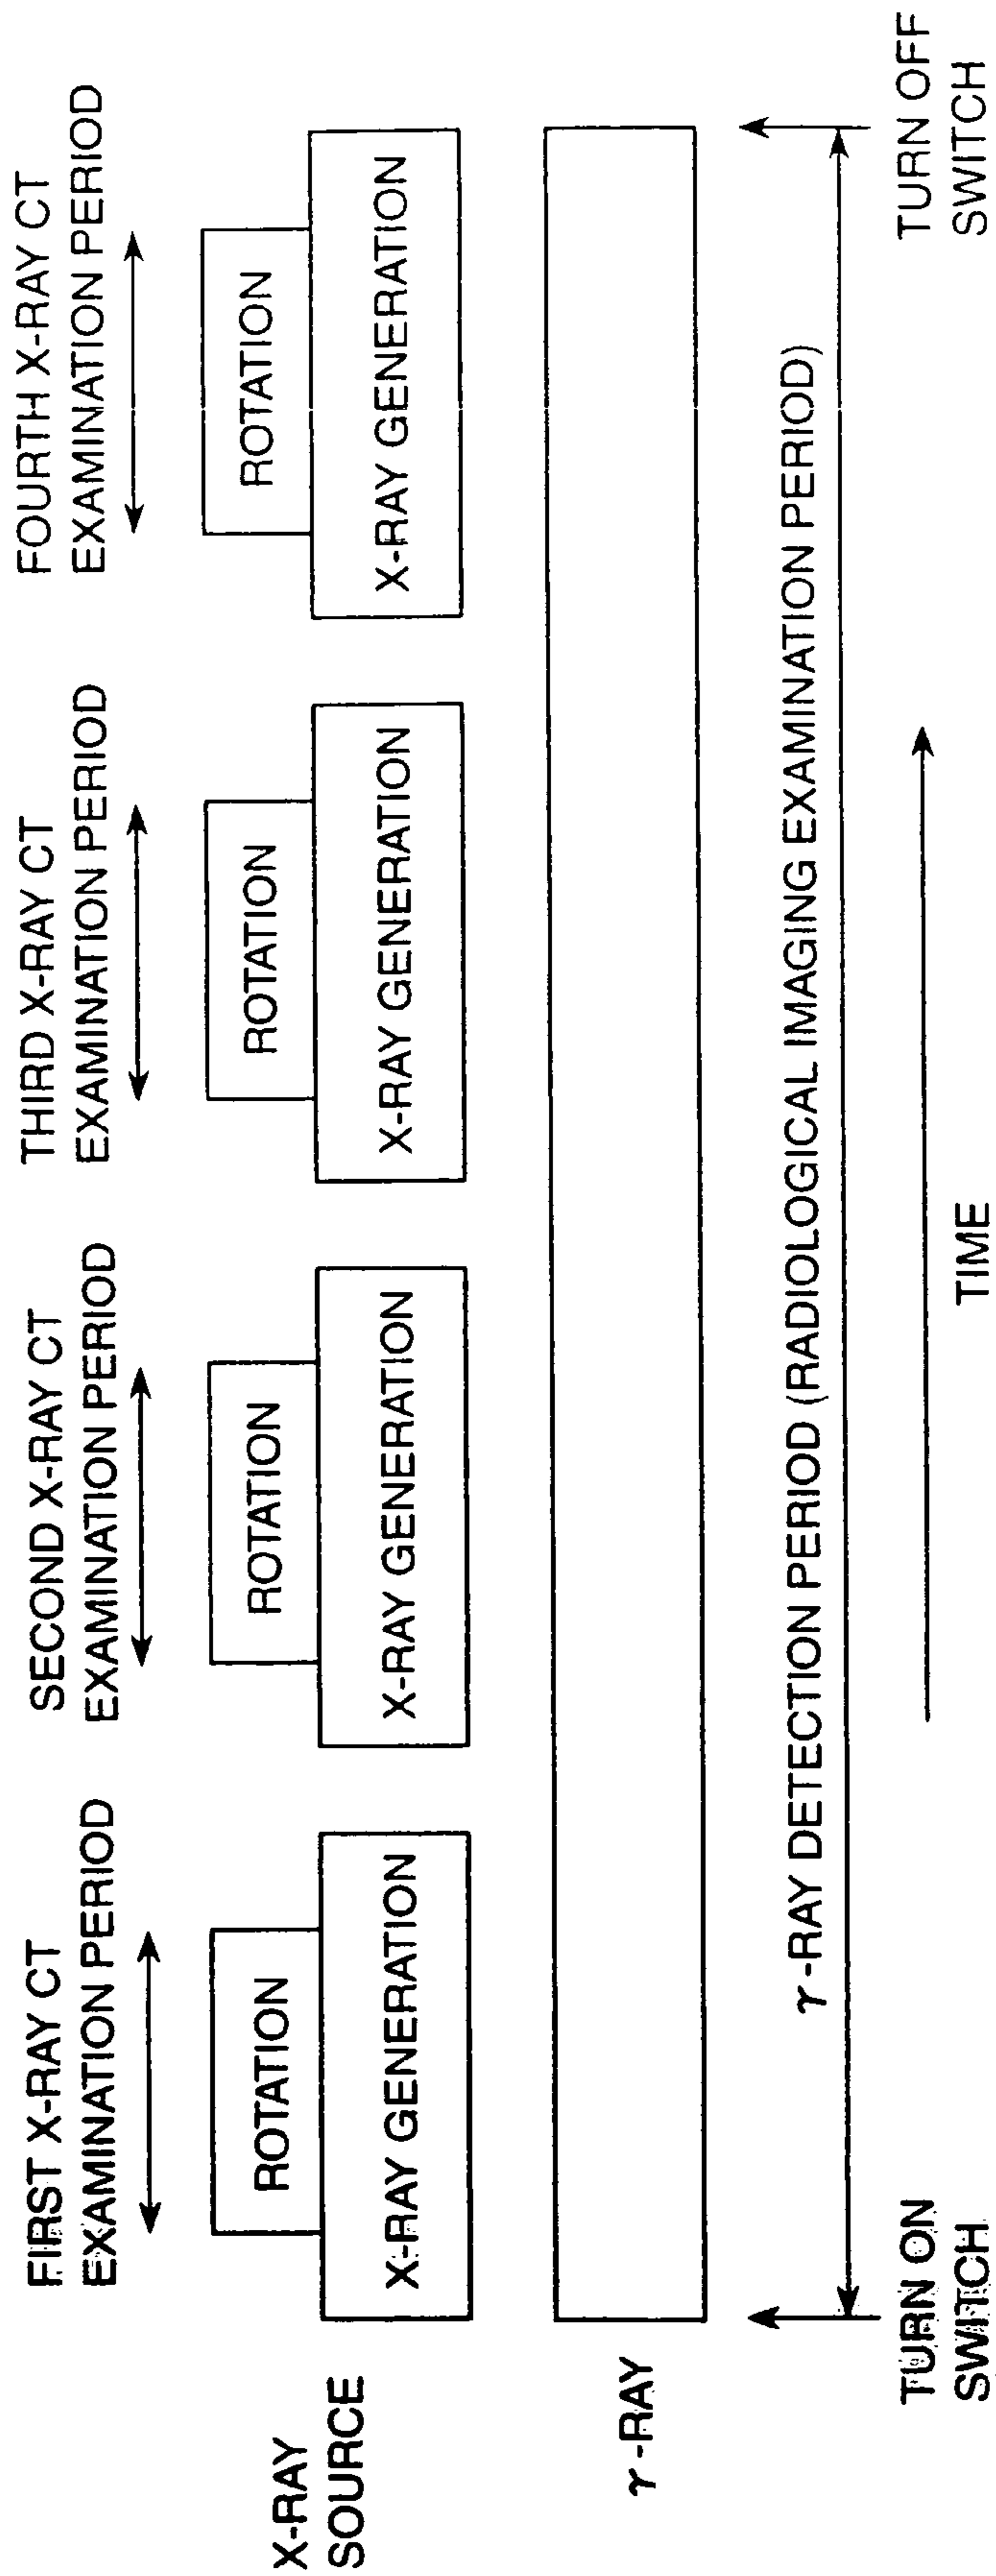 FIRST X-RAY CT
EXAMINATION PERIOD
SECOND X-RAY CT
EXAMINATION PERIOD
THIRD X-RAY CT
EXAMINATION PERIOD
FOURTH X-RAY CT
EXAMINATION PERIOD
X-RAY
SOURCE
ROTATION
X-RAY GENERATION
ROTATION
X-RAY GENERATION
ROTATION
X-RAY GENERATION
ROTATION
X-RAY GENERATION
γ-RAY
γ-RAY DETECTION PERIOD (RADIOLOGICAL IMAGING EXAMINATION PERIOD)
TURN ON
SWITCH
TIME
TURN OFF
SWITCH